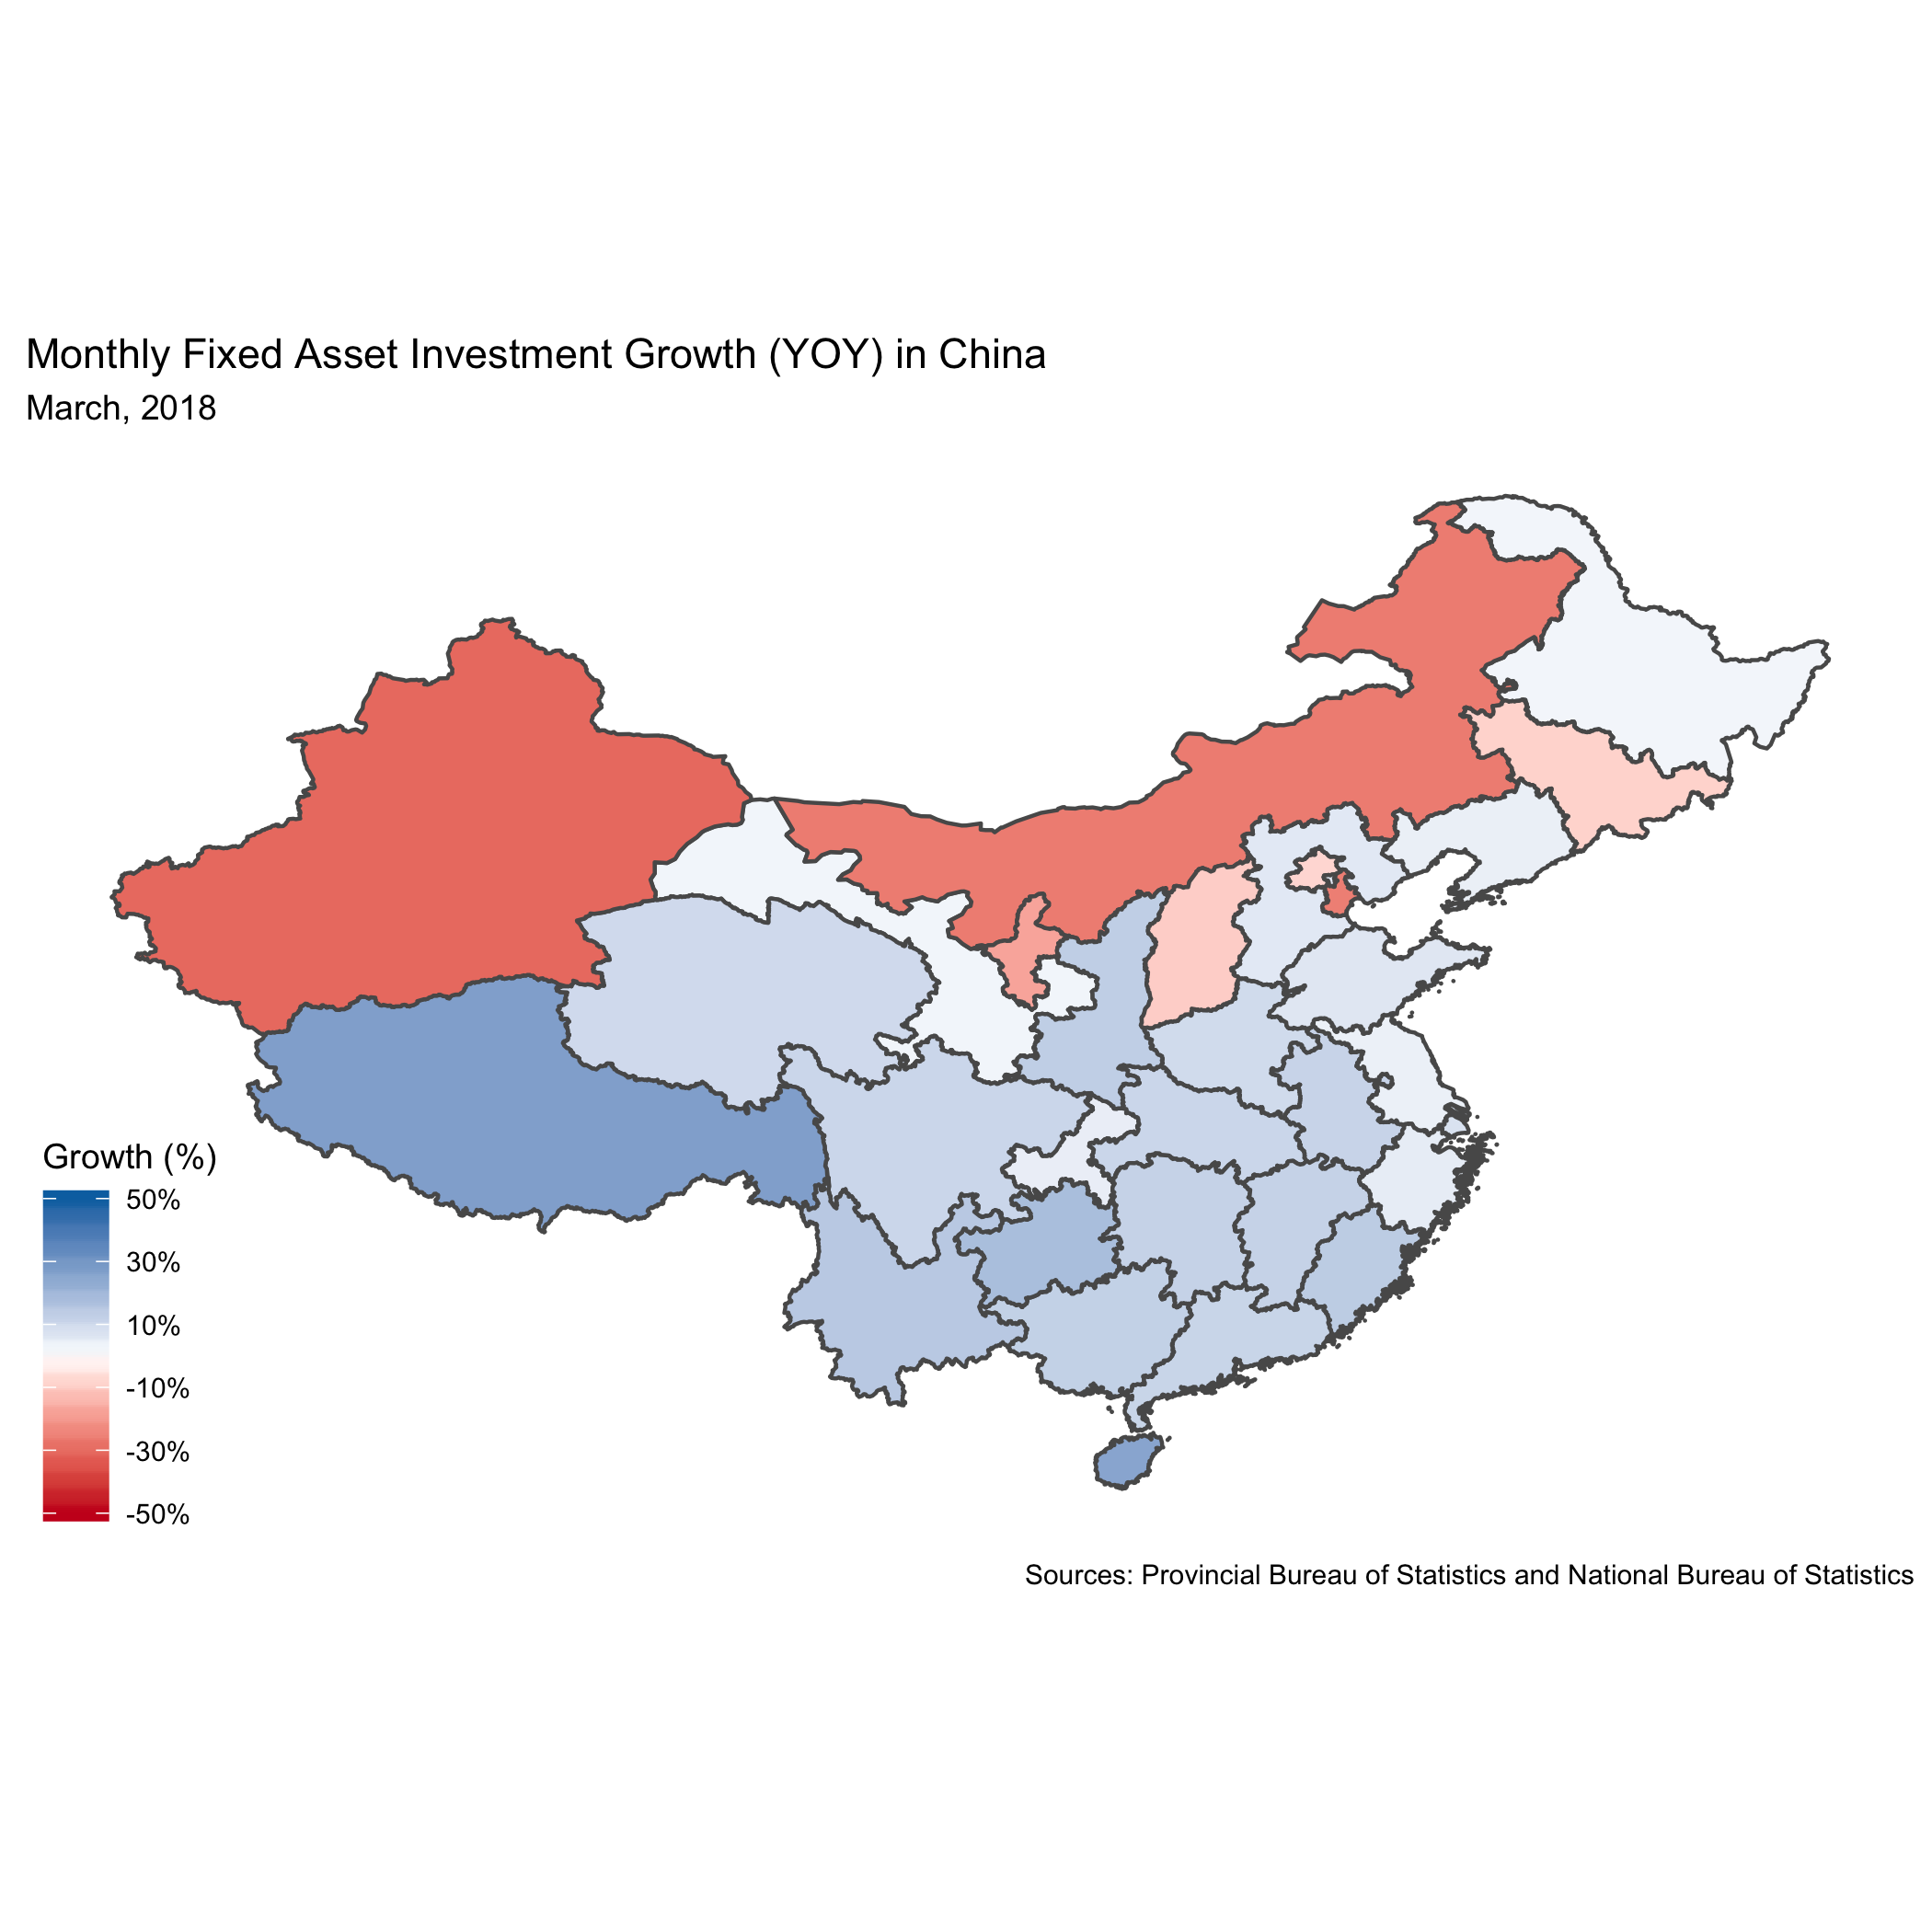 Monthly Fixed Asset Investment Growth (YOY) in China
March, 2018
Growth (%)
50%
30%
10%
-10%
-30%
-50%
Sources: Provincial Bureau of Statistics and National Bureau of Statistics